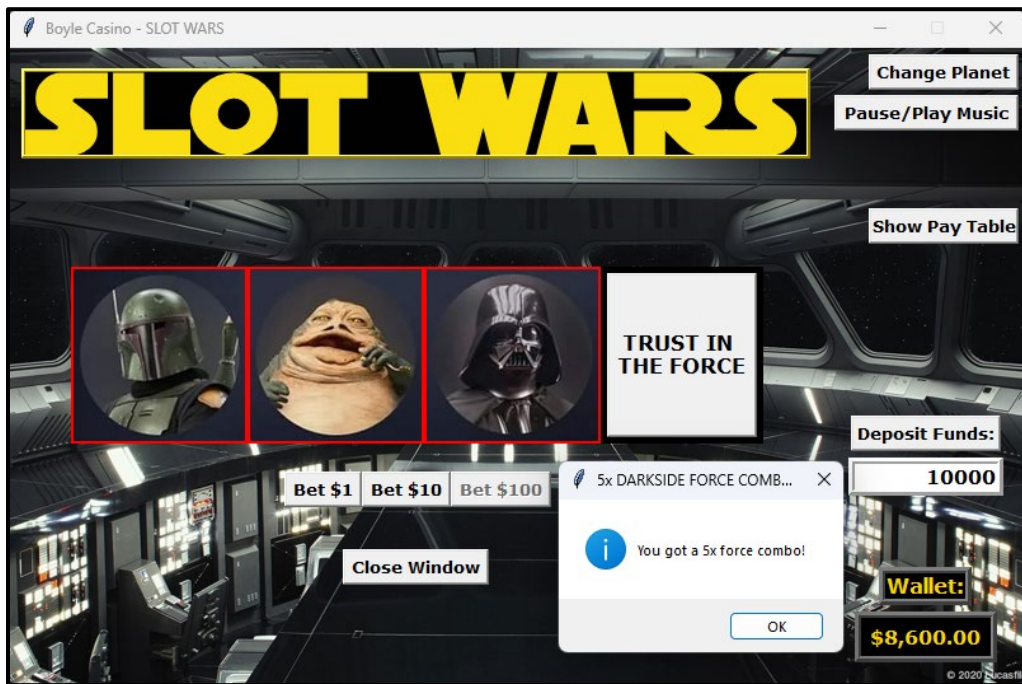 Boyle Casino - SLOT WARS
SLOT WARS
Change Planet
Pause/Play Music
Show Pay Table
TRUST IN
THE FORCE
Deposit Funds:
10000
Bet $1
Bet $10
Bet $100
5x DARKSIDE FORCE COMB...
You got a 5x force combo!
OK
Close Window
Wallet:
$8,600.00
© 2020 Lucasfil